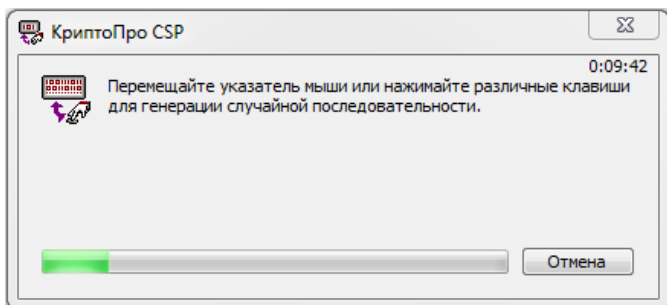 КриптоПро CSP
0:09:42
Перемещайте указатель мыши или нажимайте различные клавиши
для генерации случайной последовательности.
Отмена